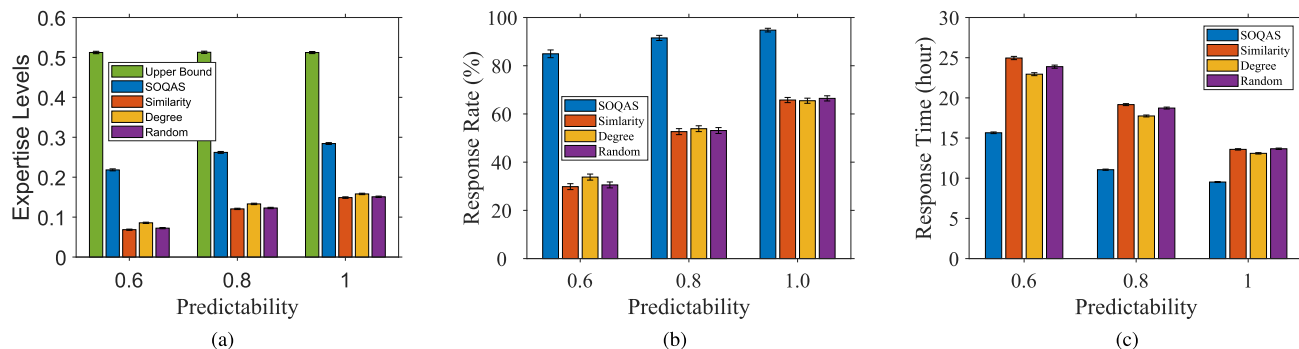 0.6
0.5
0.4
0.3
0.2
0.1
0
Expertise Levels
Upper Bound
SOQAS
Similarity
Degree
Random
0.6 0.8 1
Predictability
(a)
100
80
60
40
20
0
Response Rate (%)
SOQAS
Similarity
Degree
Random
0.6 0.8 1.0
Predictability
(b)
30
25
20
15
10
5
0
Response Time (hour)
SOQAS
Similarity
Degree
Random
0.6 0.8 1
Predictability
(c)